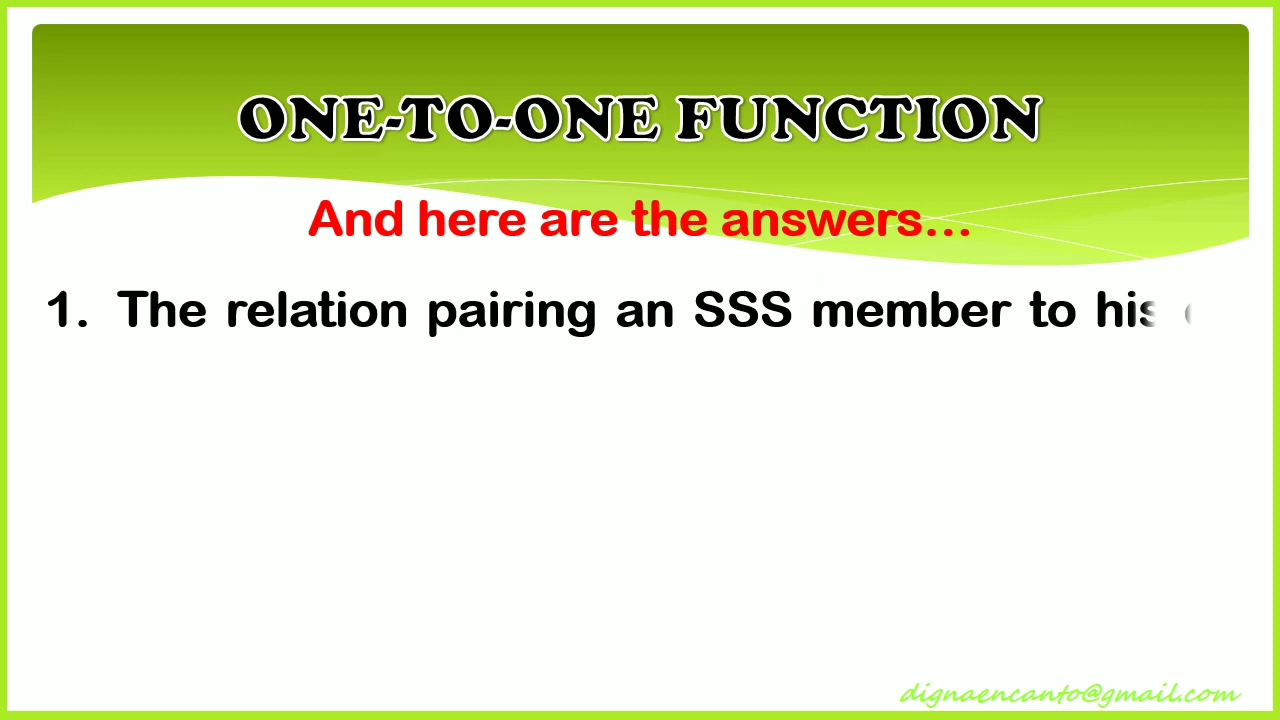 ONE-TO-ONE FUNCTION
And here are the answers...
1. The relation pairing an SSS member to his
dignaencanto@gmail.com